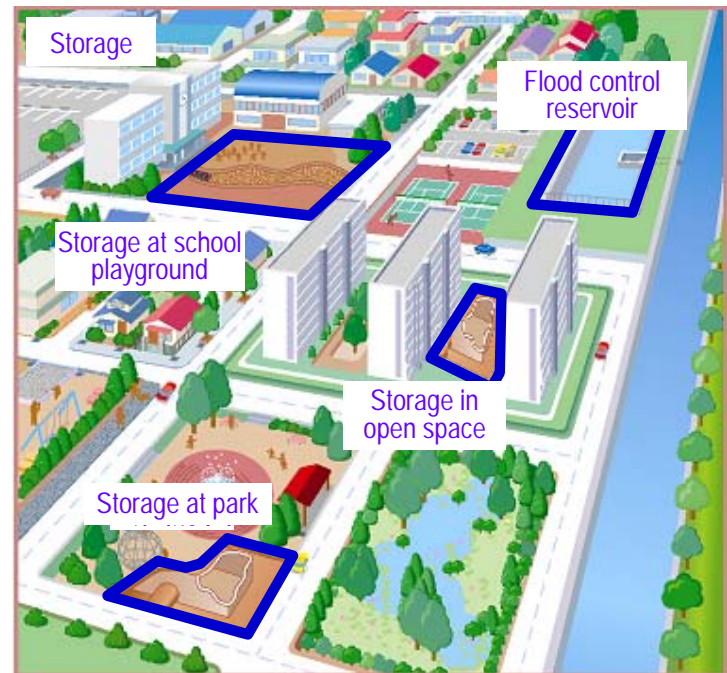 Storage
Flood control
reservoir
Storage at school
playground
Storage in
open space
Storage at park